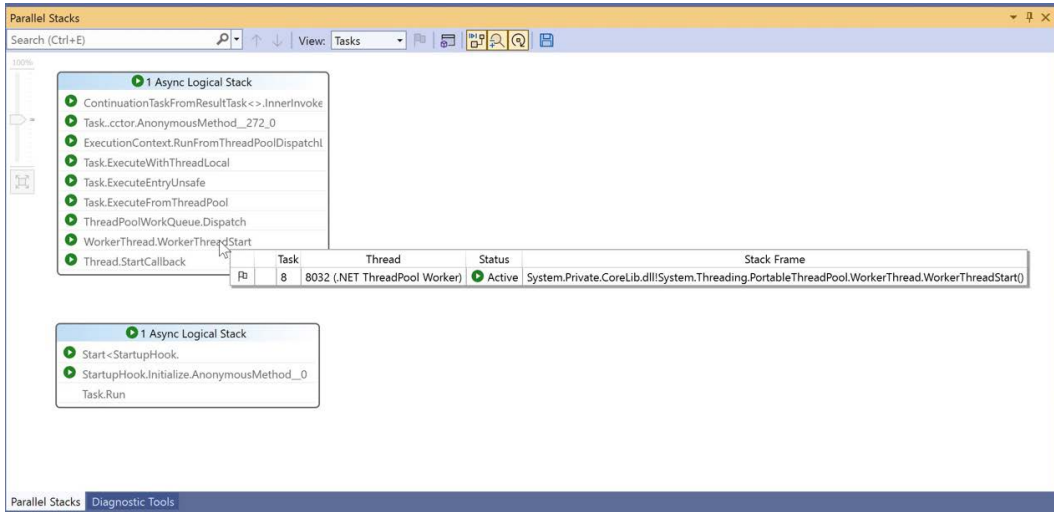 Parallel Stacks
Search (Ctrl+E)
View: Tasks
100%
1 Async Logical Stack
ContinuationTaskFromResultTask<>.InnerInvoke
Task..cctor.AnonymousMethod__272_0
ExecutionContext.RunFromThreadPoolDispatchL
Task.ExecuteWithThreadLocal
Task.ExecuteEntryUnsafe
Task.ExecuteFromThreadPool
ThreadPoolWorkQueue.Dispatch
WorkerThread.WorkerThreadStart
Thread.StartCallback
Task Thread Status Stack Frame
8 8032 (.NET ThreadPool Worker) Active System.Private.CoreLib.dll!System.Threading.PortableThreadPool.WorkerThread.WorkerThreadStart()
1 Async Logical Stack
Start<StartupHook.
StartupHook.Initialize.AnonymousMethod__0
Task.Run
Parallel Stacks Diagnostic Tools